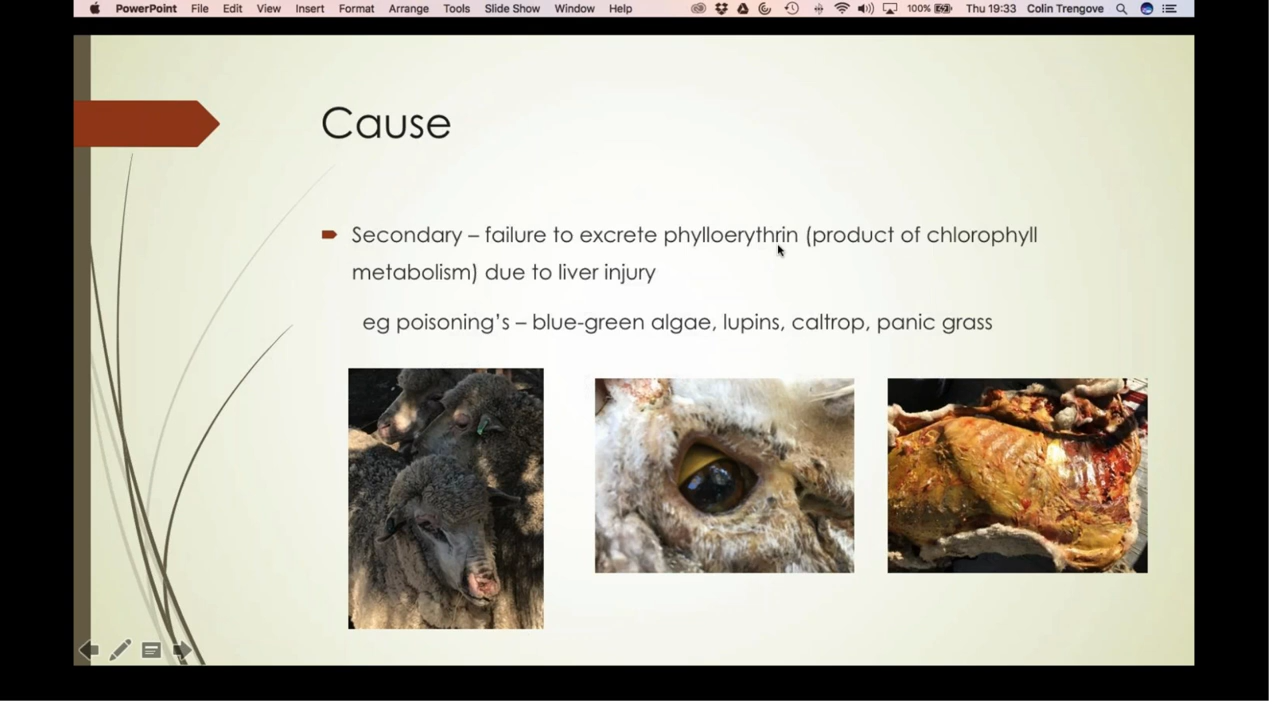 PowerPoint File Edit View Insert Format Arrange Tools Slide Show Window Help 100% Thu 19:33 Colin Trengove
Cause
Secondary – failure to excrete phylloerythrin (product of chlorophyll
metabolism) due to liver injury
eg poisoning’s – blue-green algae, lupins, caltrop, panic grass